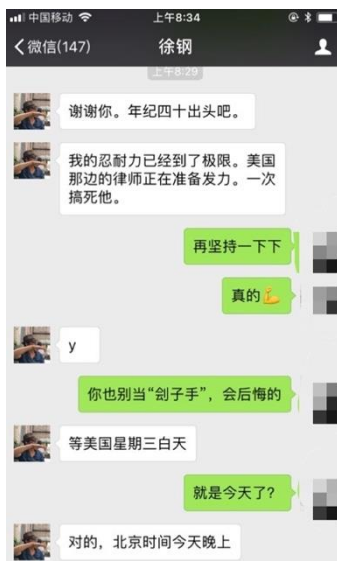 中国移动
上午8:34
微信(147)
徐钢
上午8:29
谢谢你。年纪四十出头吧。
我的忍耐力已经到了极限。美国
那边的律师正在准备发力。一次
搞死他。
再坚持一下下
真的💪
y
你也别当“刽子手”，会后悔的
等美国星期三白天
就是今天了?
对的，北京时间今天晚上